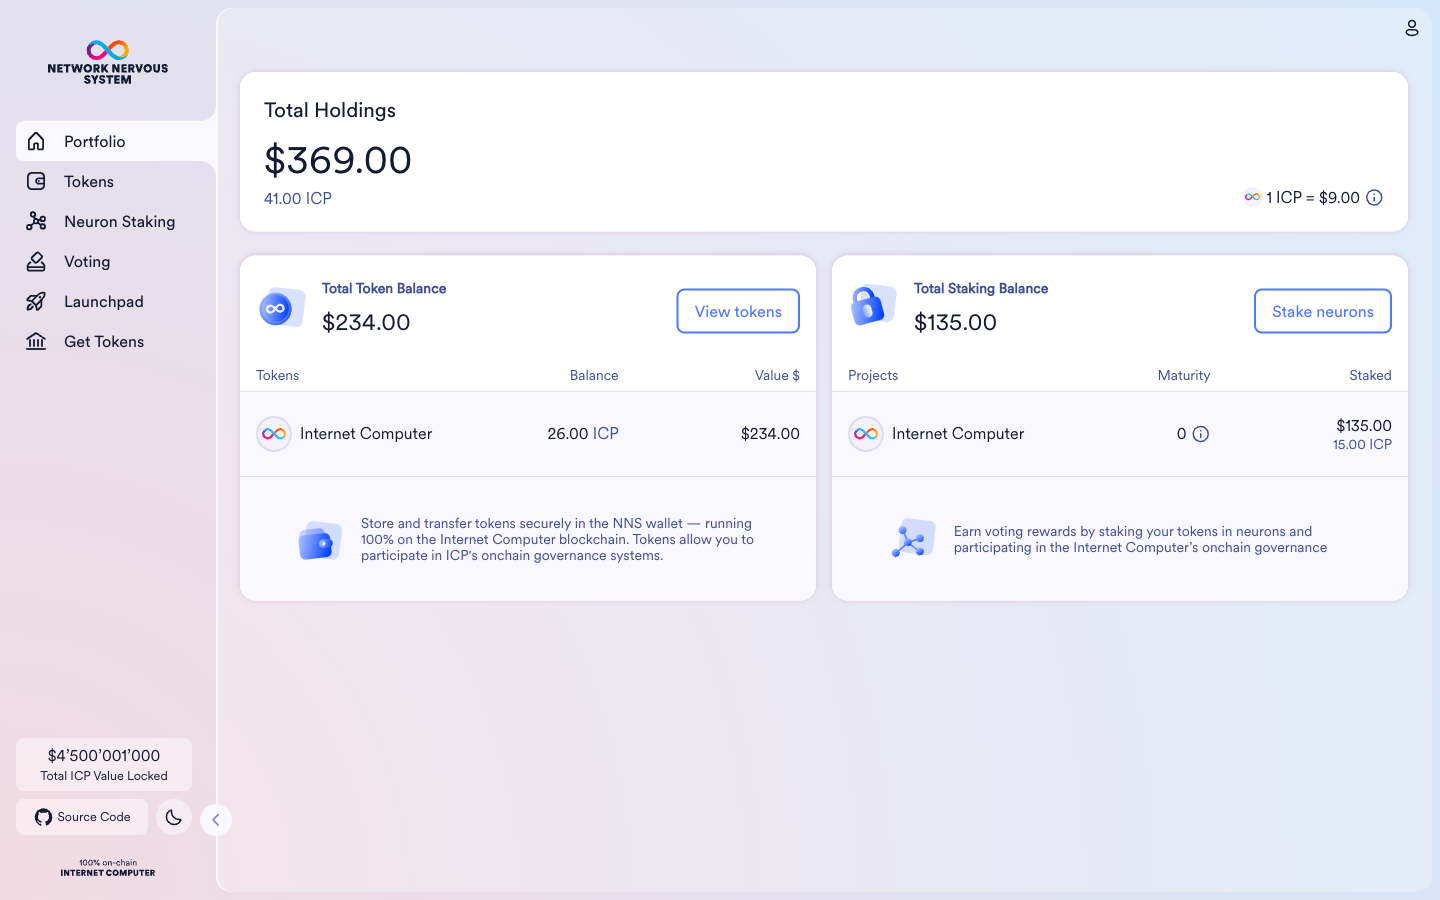 NETWORK NERVOUS
SYSTEM
Portfolio
Tokens
Neuron Staking
Voting
Launchpad
Get Tokens
$4’500’001’000
Total ICP Value Locked
Source Code
100% on-chain
INTERNET COMPUTER
Total Holdings
$369.00
41.00 ICP
1 ICP = $9.00
Total Token Balance
$234.00
View tokens
Tokens Balance Value $
Internet Computer 26.00 ICP $234.00
Store and transfer tokens securely in the NNS wallet — running
100% on the Internet Computer blockchain. Tokens allow you to
participate in ICP's onchain governance systems.
Total Staking Balance
$135.00
Stake neurons
Projects Maturity Staked
Internet Computer 0 $135.00
15.00 ICP
Earn voting rewards by staking your tokens in neurons and
participating in the Internet Computer’s onchain governance